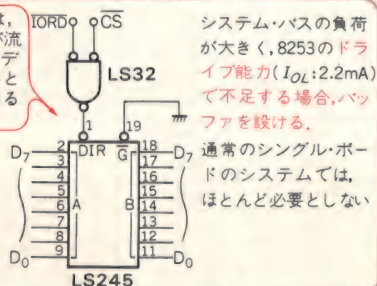 は,
が流
デ
と
る
IORD CS
LS32
1 19
DIR G
D7 2 18 D7
3 17
4 16
5 15
6 A B 14
7 13
8 12
D0 9 11 D0
LS245
システム・バスの負荷
が大きく,8253のドラ
イブ能力(IOL:2.2mA)
で不足する場合,バッ
ファを設ける.
通常のシングル・ボー
ドのシステムでは,
ほとんど必要としない